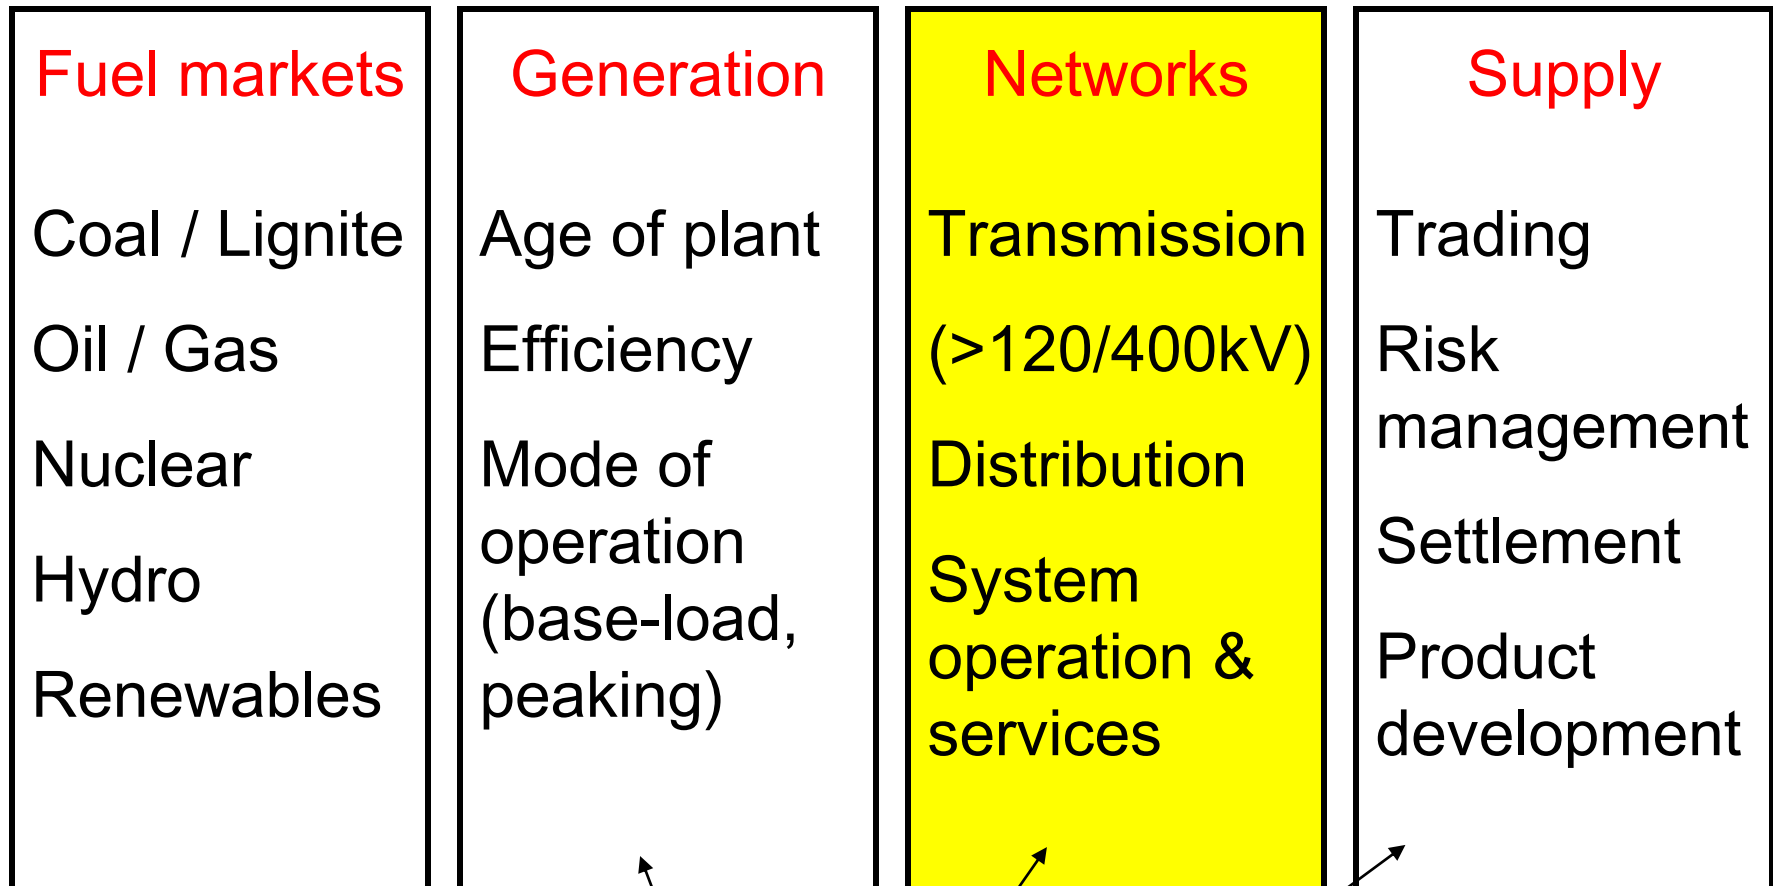 Fuel markets
Coal / Lignite
Oil / Gas
Nuclear
Hydro
Renewables
Generation
Age of plant
Efficiency
Mode of
operation
(base-load,
peaking)
Networks
Transmission
(>120/400kV)
Distribution
System
operation &
services
Supply
Trading
Risk
management
Settlement
Product
development